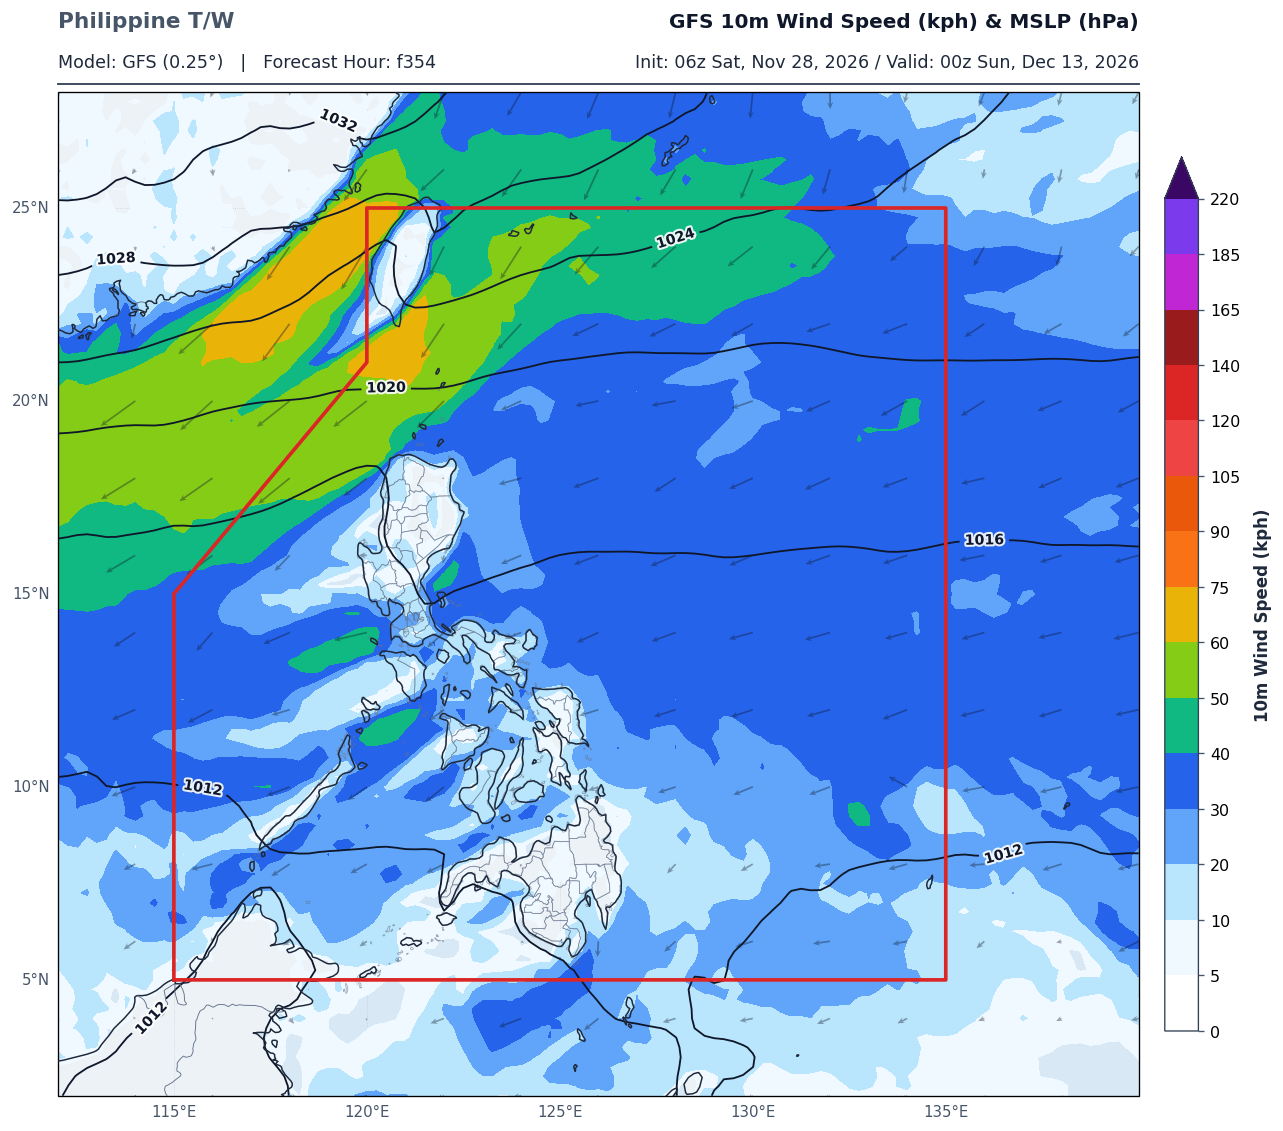 Philippine T/W
GFS 10m Wind Speed (kph) & MSLP (hPa)
Model: GFS (0.25°) | Forecast Hour: f354
Init: 06z Sat, Nov 28, 2026 / Valid: 00z Sun, Dec 13, 2026
1032
1028
1024
1020
1016
1012
1012
1012
25°N
20°N
15°N
10°N
5°N
115°E
120°E
125°E
130°E
135°E
220
185
165
140
120
105
90
75
60
50
40
30
20
10
5
0
10m Wind Speed (kph)